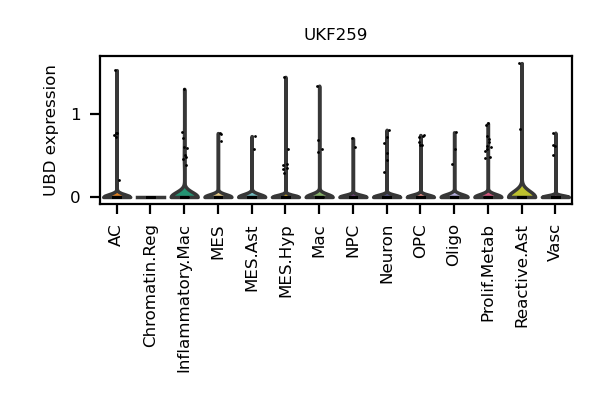 UKF259
UBD expression
1
0
AC
Chromatin.Reg
Inflammatory.Mac
MES
MES.Ast
MES.Hyp
Mac
NPC
Neuron
OPC
Oligo
Prolif.Metab
Reactive.Ast
Vasc